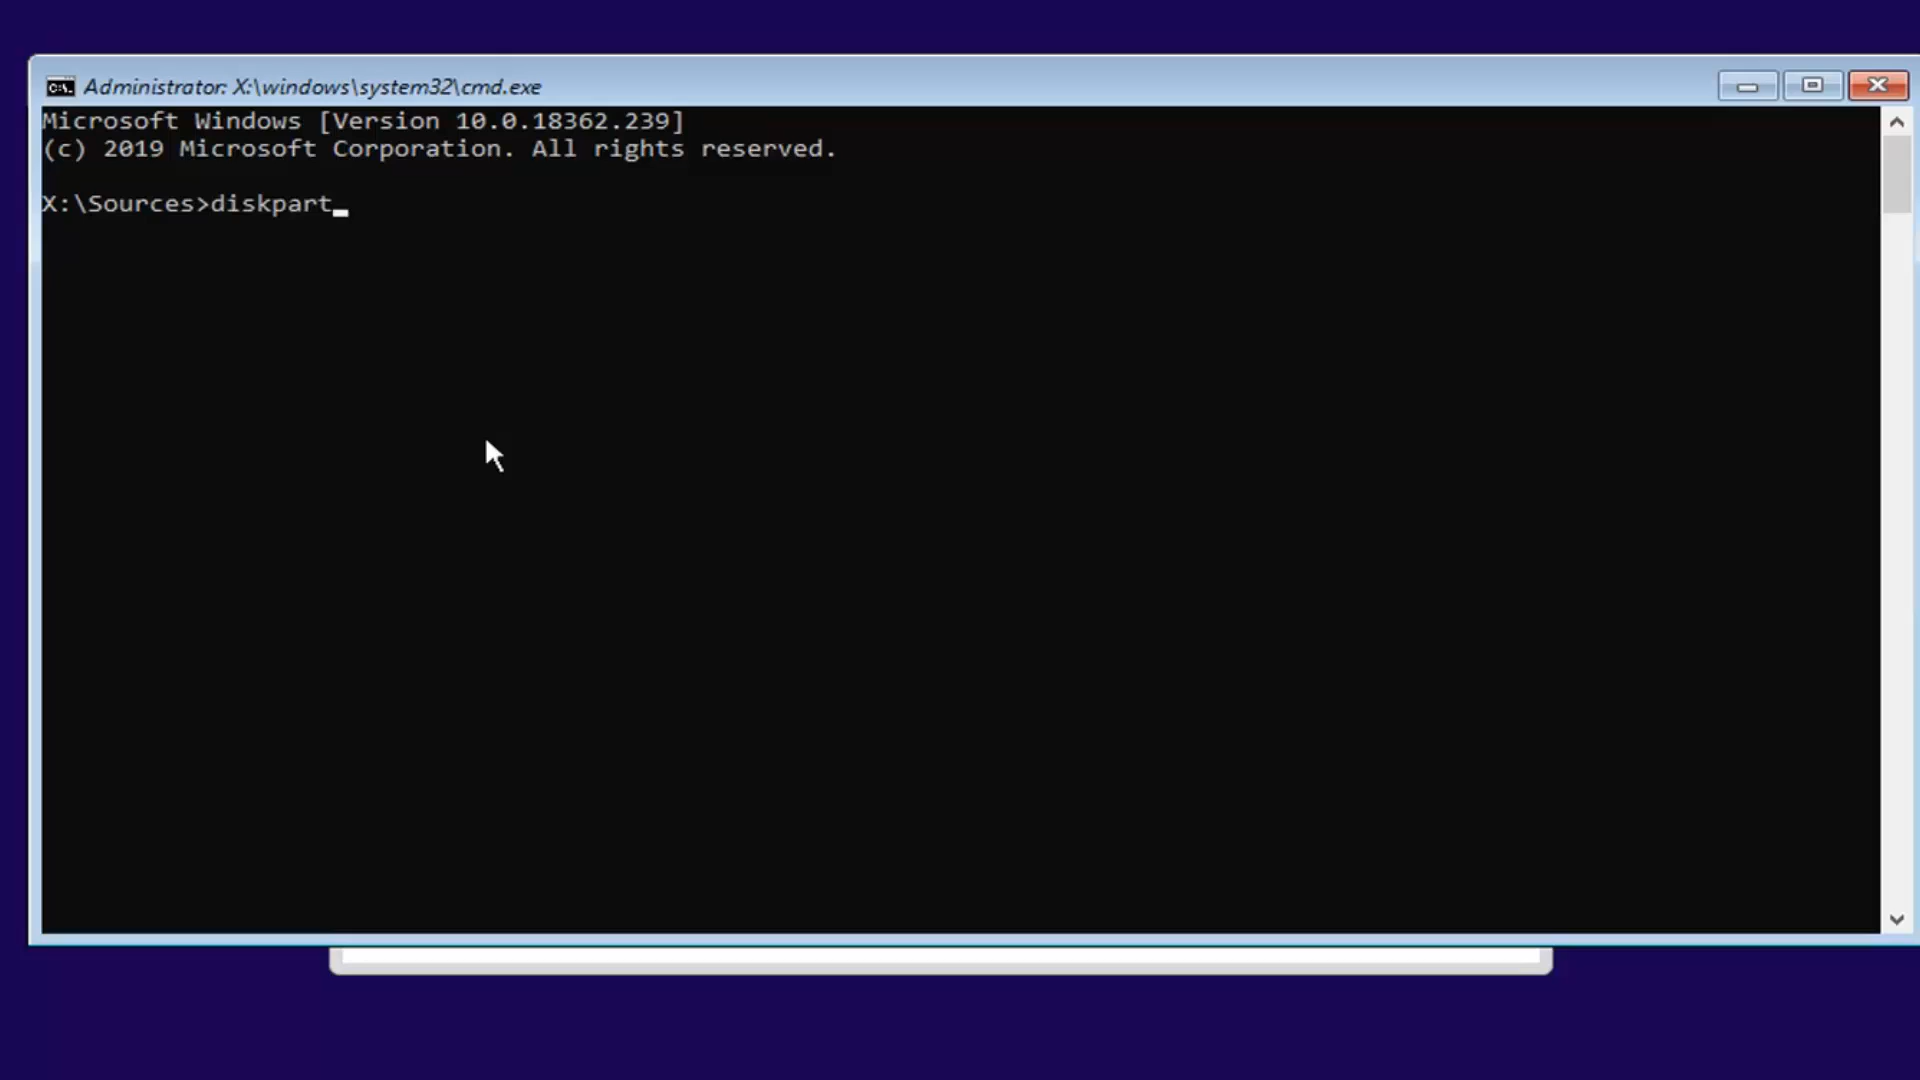 Administrator: X:\windows\system32\cmd.exe
Microsoft Windows [Version 10.0.18362.239]
(c) 2019 Microsoft Corporation. All rights reserved.
X:\Sources>diskpart